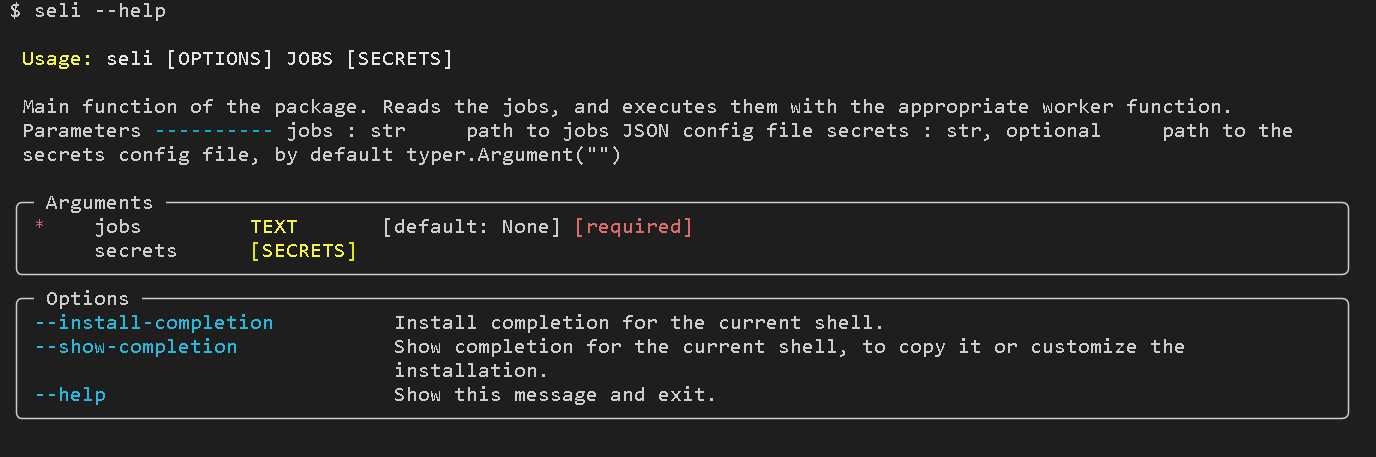 $ seli --help
Usage: seli [OPTIONS] JOBS [SECRETS]
Main function of the package. Reads the jobs, and executes them with the appropriate worker function.
Parameters ---------- jobs : str     path to jobs JSON config file secrets : str, optional     path to the
secrets config file, by default typer.Argument("")
Arguments
*    jobs         TEXT       [default: None] [required]
secrets      [SECRETS]
Options
--install-completion          Install completion for the current shell.
--show-completion             Show completion for the current shell, to copy it or customize the
installation.
--help                        Show this message and exit.